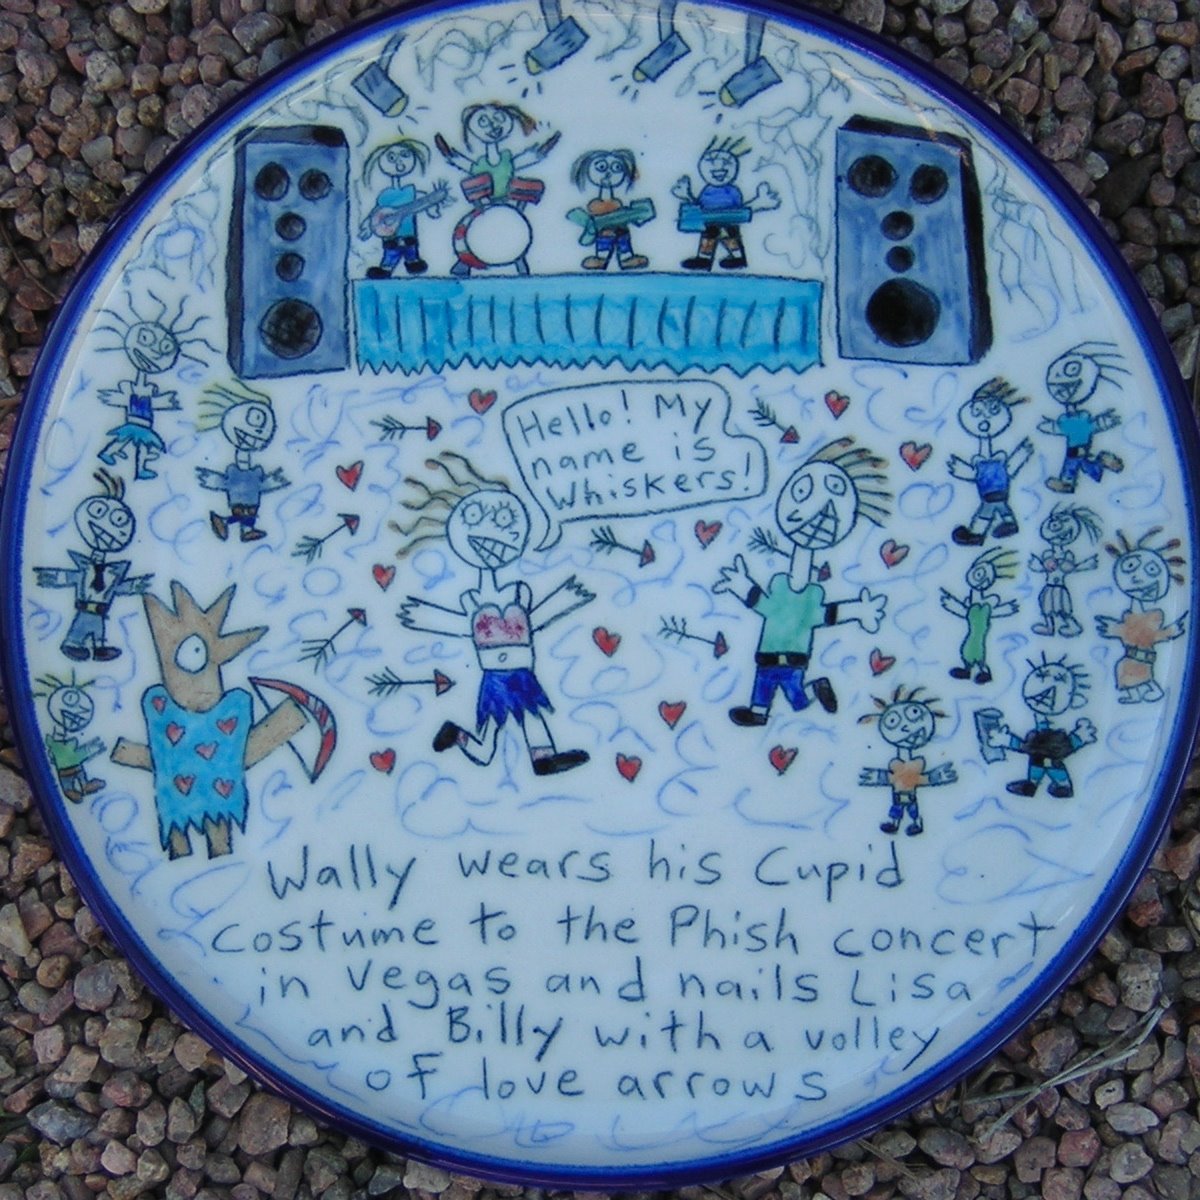 Hello! My
name is
Whiskers!
Wally wears his Cupid
costume to the Phish concert
in Vegas and nails Lisa
and Billy with a volley
of love arrows